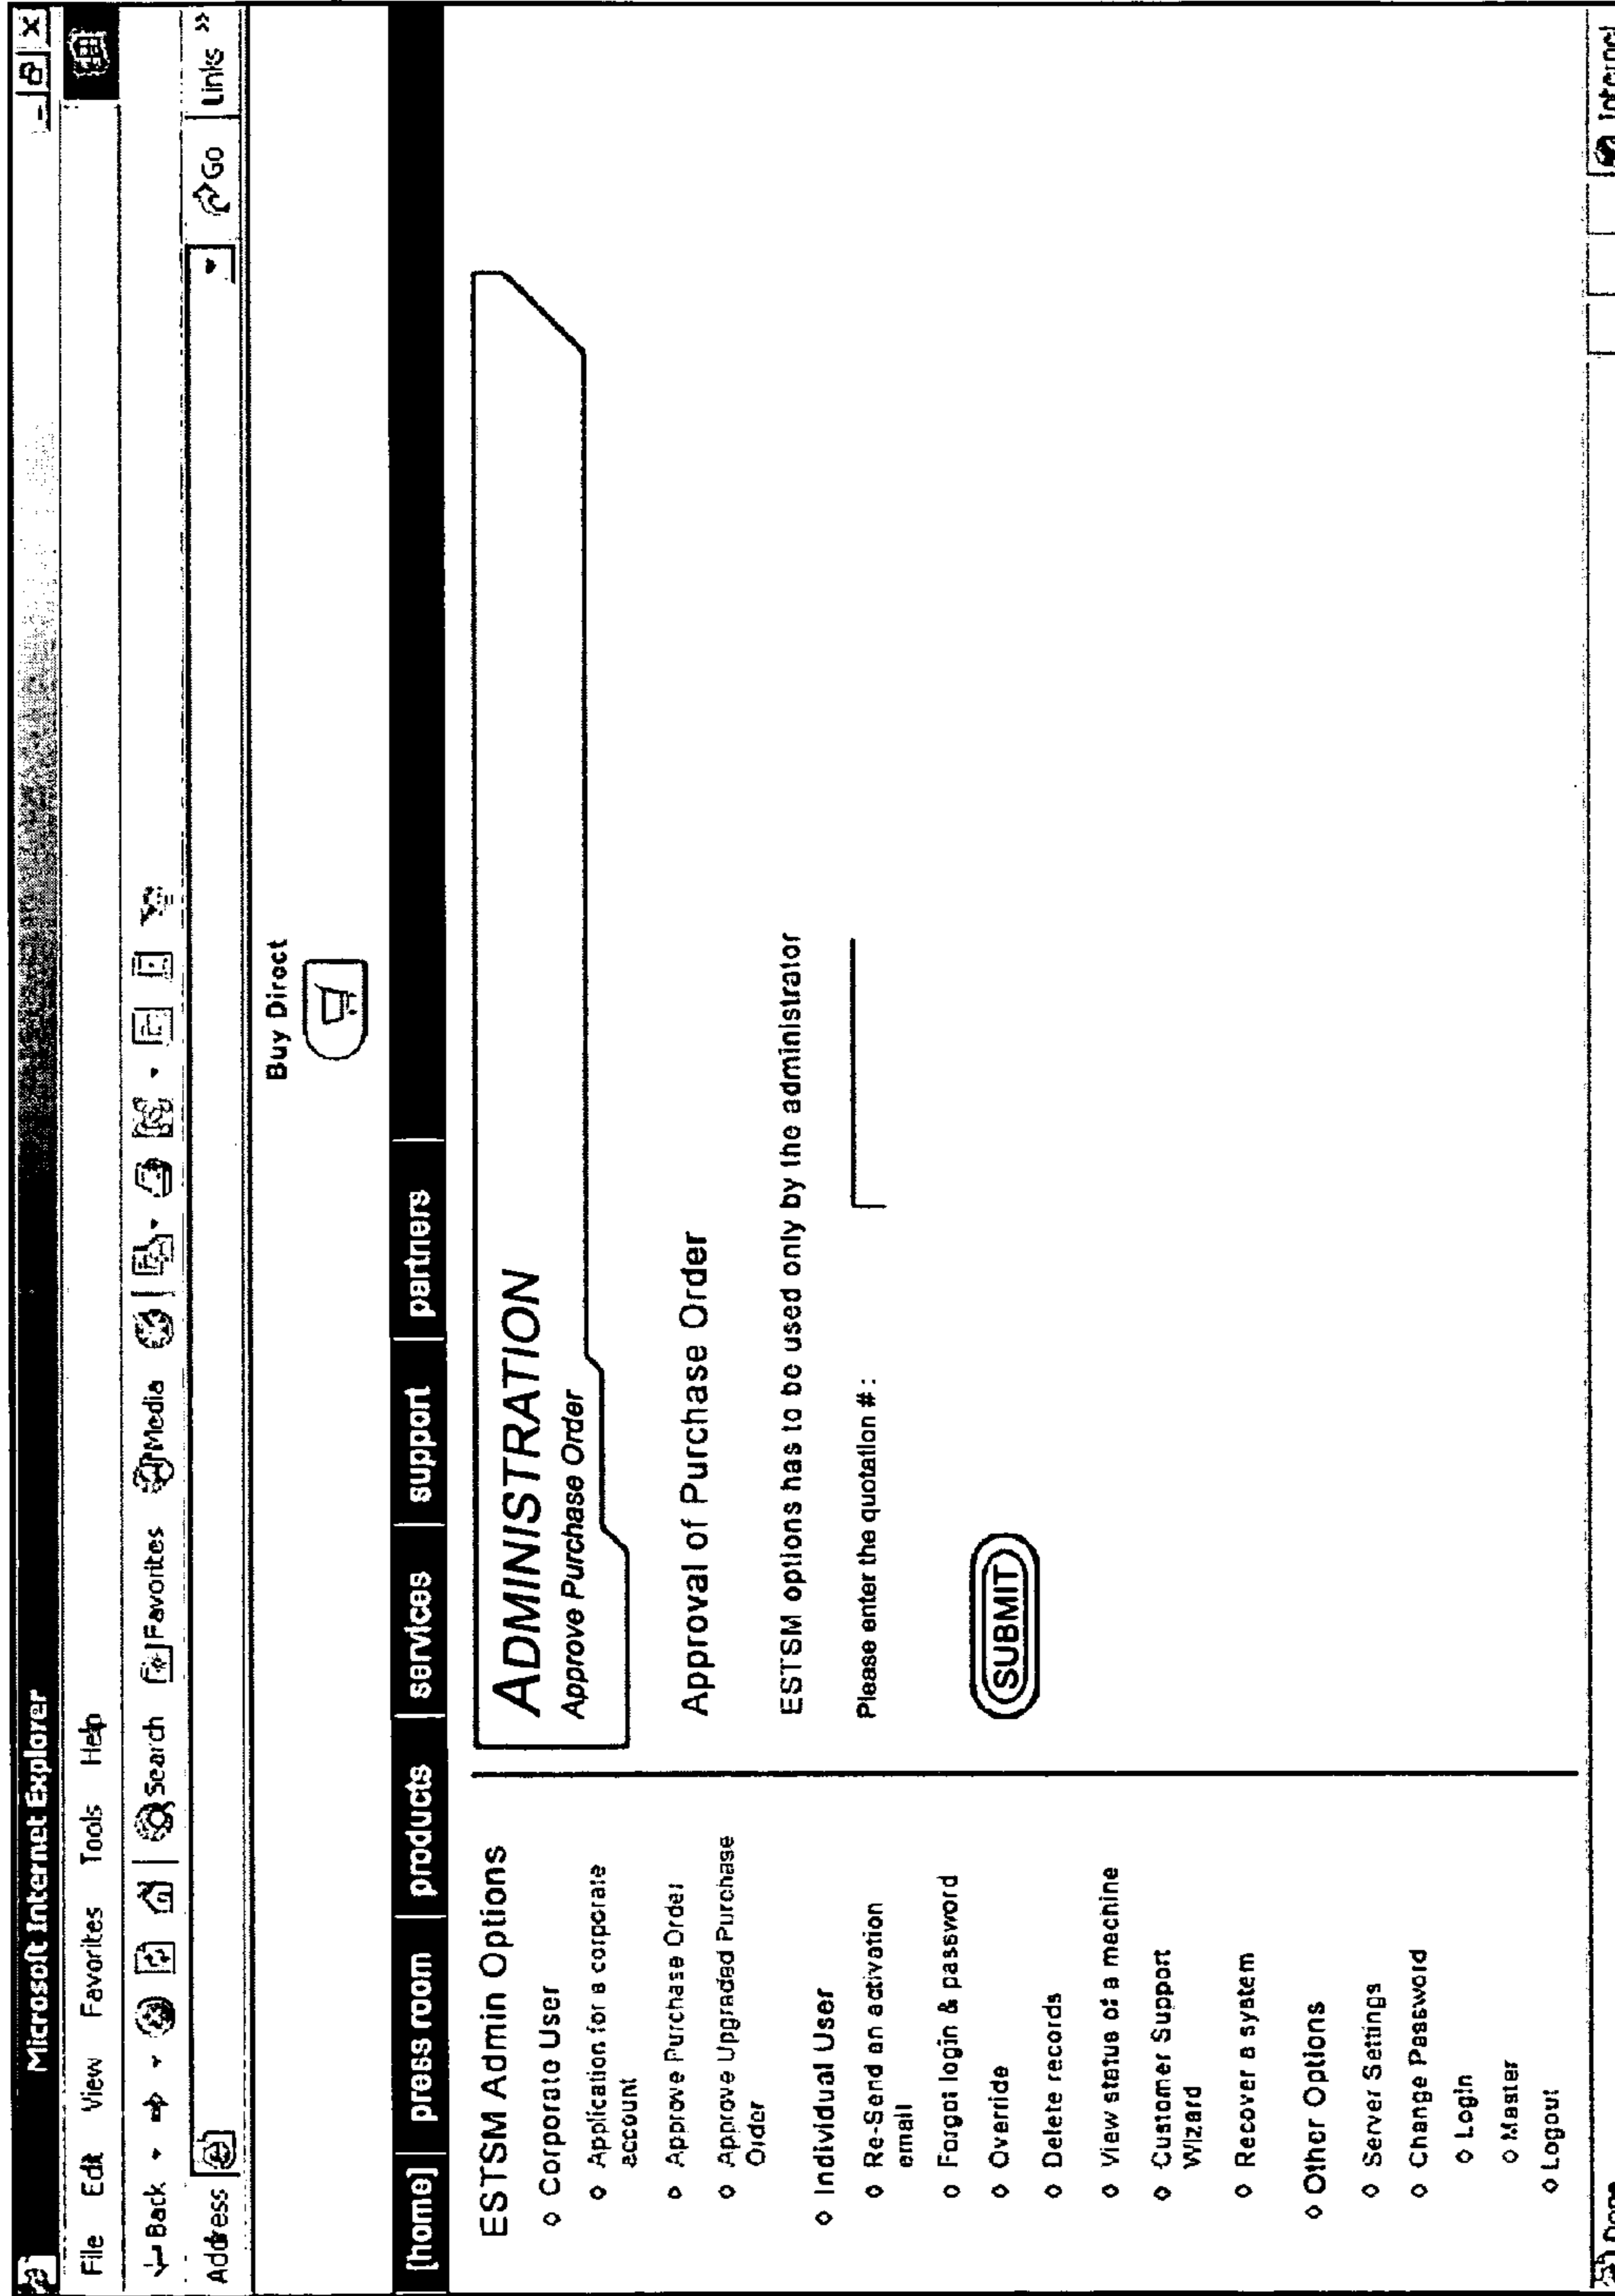 Microsoft Internet Explorer
File Edit View Favorites Tools Help
Back Search Favorites Media
Address Go Links »
Buy Direct
[home] press room products services support partners
ESTSM Admin Options
Corporate User
Application for a corporate
account
Approve Purchase Order
Approve Upgraded Purchase
Order
Individual User
Re-Send an activation
email
Forgot login & password
Override
Delete records
View status of a machine
Customer Support
Wizard
Recover a system
Other Options
Server Settings
Change Password
Login
Master
Logout
ADMINISTRATION
Approve Purchase Order
Approval of Purchase Order
ESTSM options has to be used only by the administrator
Please enter the quotation # :
SUBMIT
Done Internet